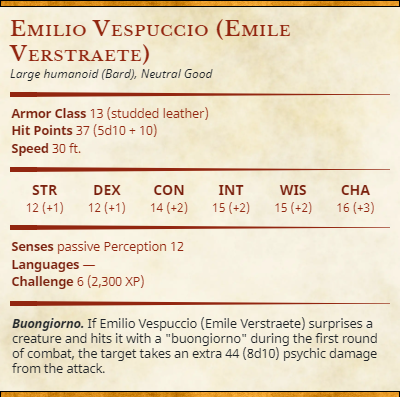 Emilio Vespuccio (Emile
Verstraete)
Large humanoid (Bard), Neutral Good
Armor Class 13 (studded leather)
Hit Points 37 (5d10 + 10)
Speed 30 ft.
STR DEX CON INT WIS CHA
12 (+1) 12 (+1) 14 (+2) 15 (+2) 15 (+2) 16 (+3)
Senses passive Perception 12
Languages —
Challenge 6 (2,300 XP)
Buongiorno. If Emilio Vespuccio (Emile Verstraete) surprises a
creature and hits it with a "buongiorno" during the first round
of combat, the target takes an extra 44 (8d10) psychic damage
from the attack.